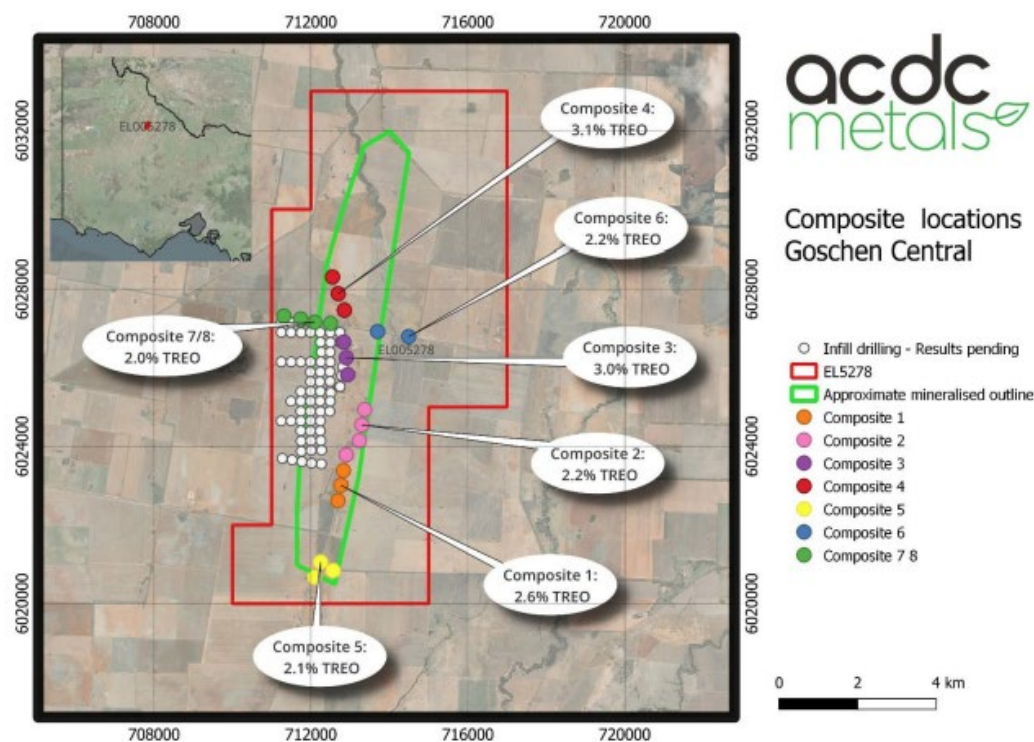 708000 712000 716000 720000
acdc
metals
Composite locations
Goschen Central
6032000
6028000
6024000
6020000
6032000
6028000
6024000
6020000
EL005278
Composite 4:
3.1% TREO
Composite 6:
2.2% TREO
Composite 7/8:
2.0% TREO
EL005278
Composite 3:
3.0% TREO
Composite 2:
2.2% TREO
Composite 1:
2.6% TREO
Composite 5:
2.1% TREO
Infill drilling - Results pending
EL5278
Approximate mineralised outline
Composite 1
Composite 2
Composite 3
Composite 4
Composite 5
Composite 6
Composite 7 8
0 2 4 km
708000 712000 716000 720000